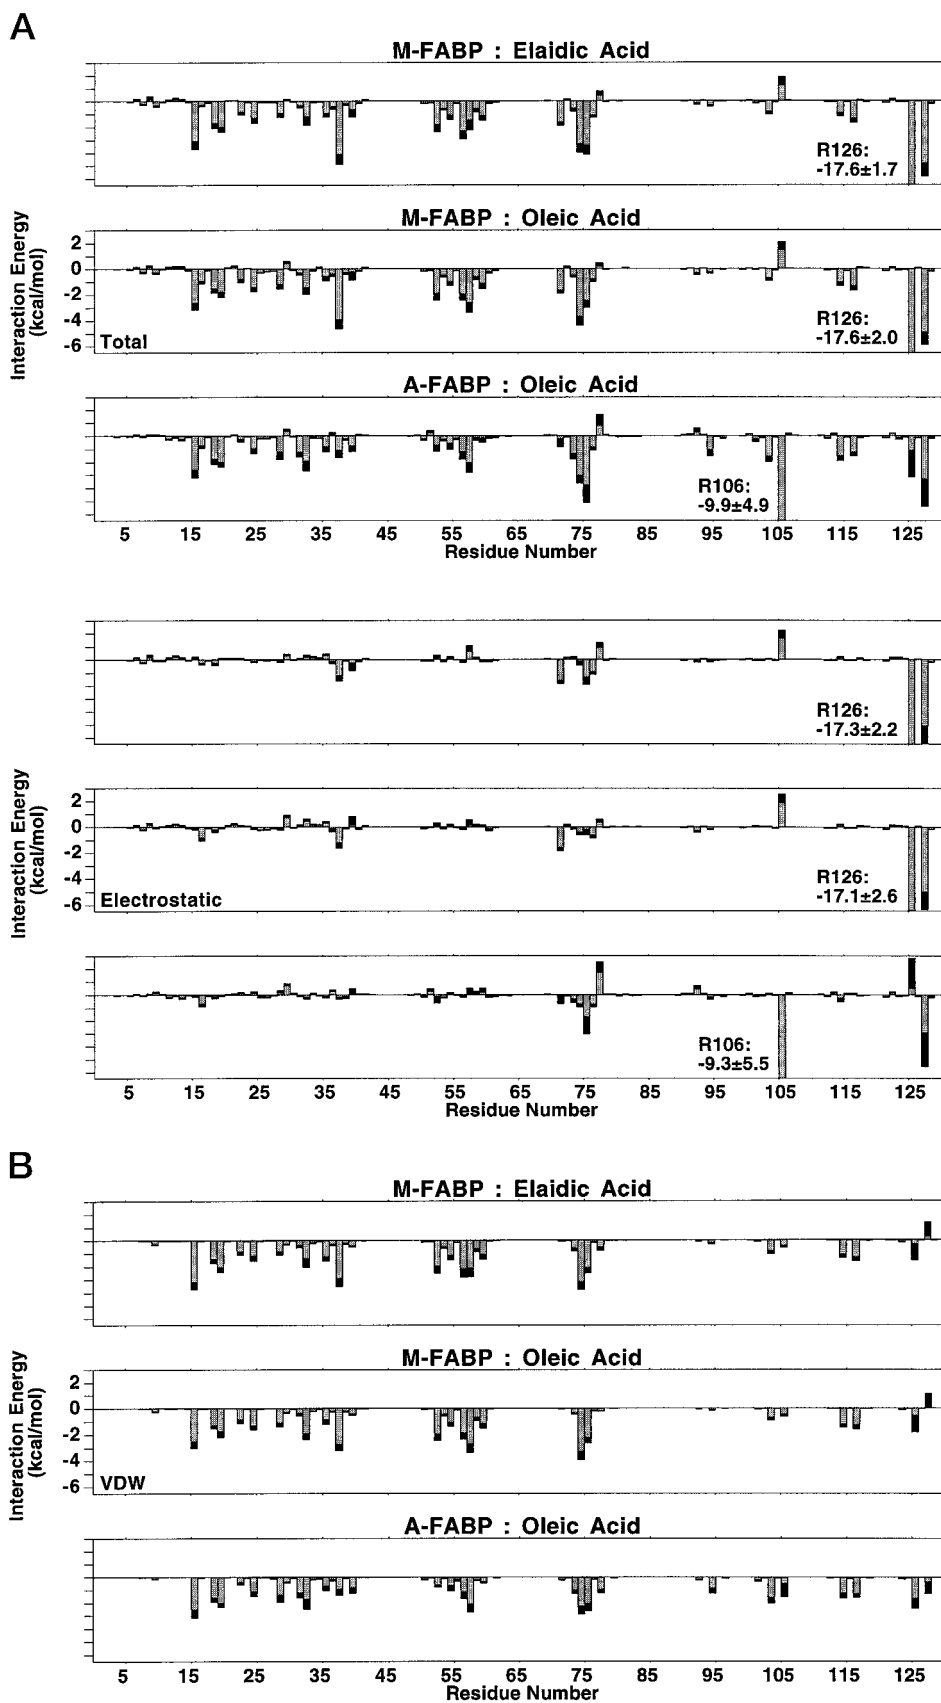 A
M-FABP : Elaidic Acid
R126:
-17.6±1.7
M-FABP : Oleic Acid
Interaction Energy
(kcal/mol)
2
0
-2
-4
-6
Total
R126:
-17.6±2.0
A-FABP : Oleic Acid
R106:
-9.9±4.9
5 15 25 35 45 55 65 75 85 95 105 115 125
Residue Number
R126:
-17.3±2.2
Interaction Energy
(kcal/mol)
2
0
-2
-4
-6
Electrostatic
R126:
-17.1±2.6
R106:
-9.3±5.5
5 15 25 35 45 55 65 75 85 95 105 115 125
Residue Number
B
M-FABP : Elaidic Acid
M-FABP : Oleic Acid
Interaction Energy
(kcal/mol)
2
0
-2
-4
-6
VDW
A-FABP : Oleic Acid
5 15 25 35 45 55 65 75 85 95 105 115 125
Residue Number